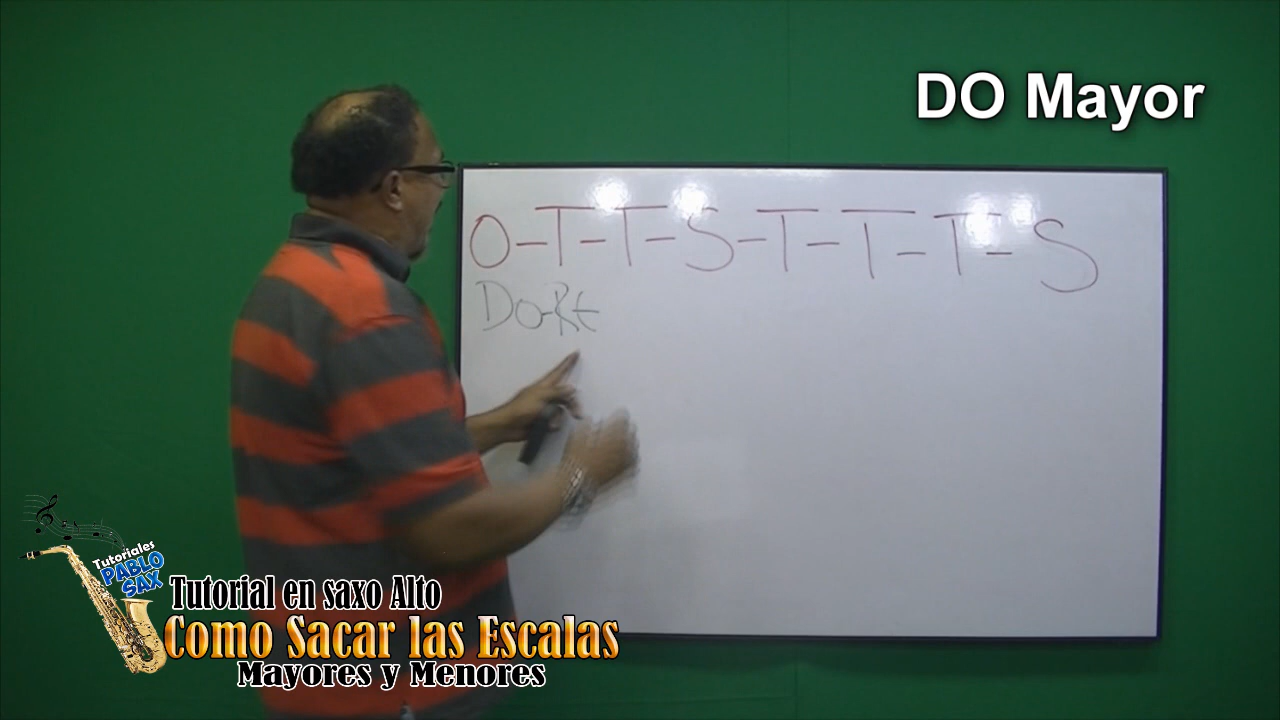 DO Mayor
O-T-T-S-T-T-T-S
Do-Re
Tutoriales
PABLO
SAX
Tutorial en saxo Alto
Como Sacar las Escalas
Mayores y Menores